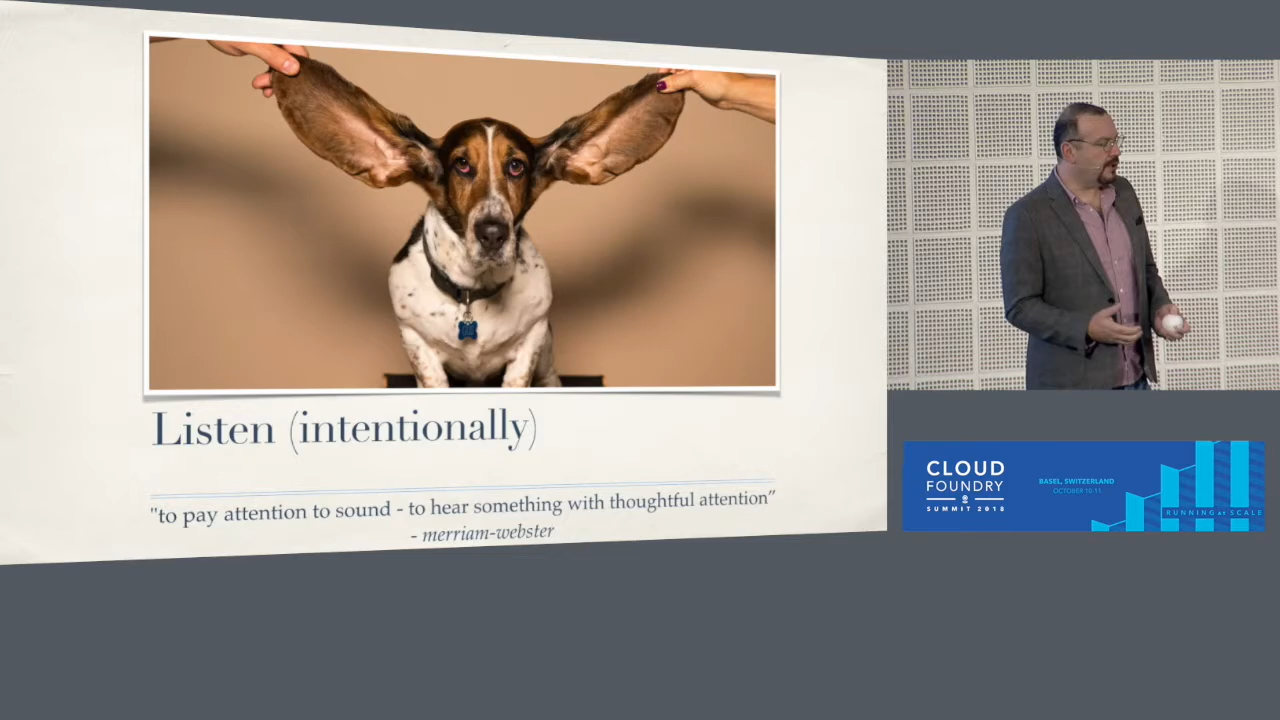 Listen (intentionally)
"to pay attention to sound - to hear something with thoughtful attention”
- merriam-webster
CLOUD
FOUNDRY
SUMMIT 2018
BASEL, SWITZERLAND
OCTOBER 10-11
RUNNING AT SCALE